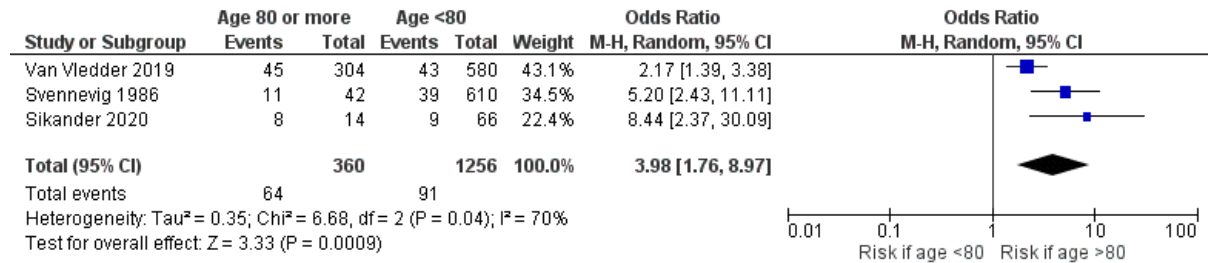 Age 80 or more Age <80 Odds Ratio Odds Ratio
Study or Subgroup Events Total Events Total Weight M-H, Random, 95% CI M-H, Random, 95% CI
Van Vledder 2019 45 304 43 580 43.1% 2.17 [1.39, 3.38]
Svennevig 1986 11 42 39 610 34.5% 5.20 [2.43, 11.11]
Sikander 2020 8 14 9 66 22.4% 8.44 [2.37, 30.09]
Total (95% CI) 360 1256 100.0% 3.98 [1.76, 8.97]
Total events 64 91
Heterogeneity: Tau² = 0.35; Chi² = 6.68, df = 2 (P = 0.04); I² = 70%
Test for overall effect: Z = 3.33 (P = 0.0009)
0.01 0.1 1 10 100
Risk if age <80 Risk if age >80